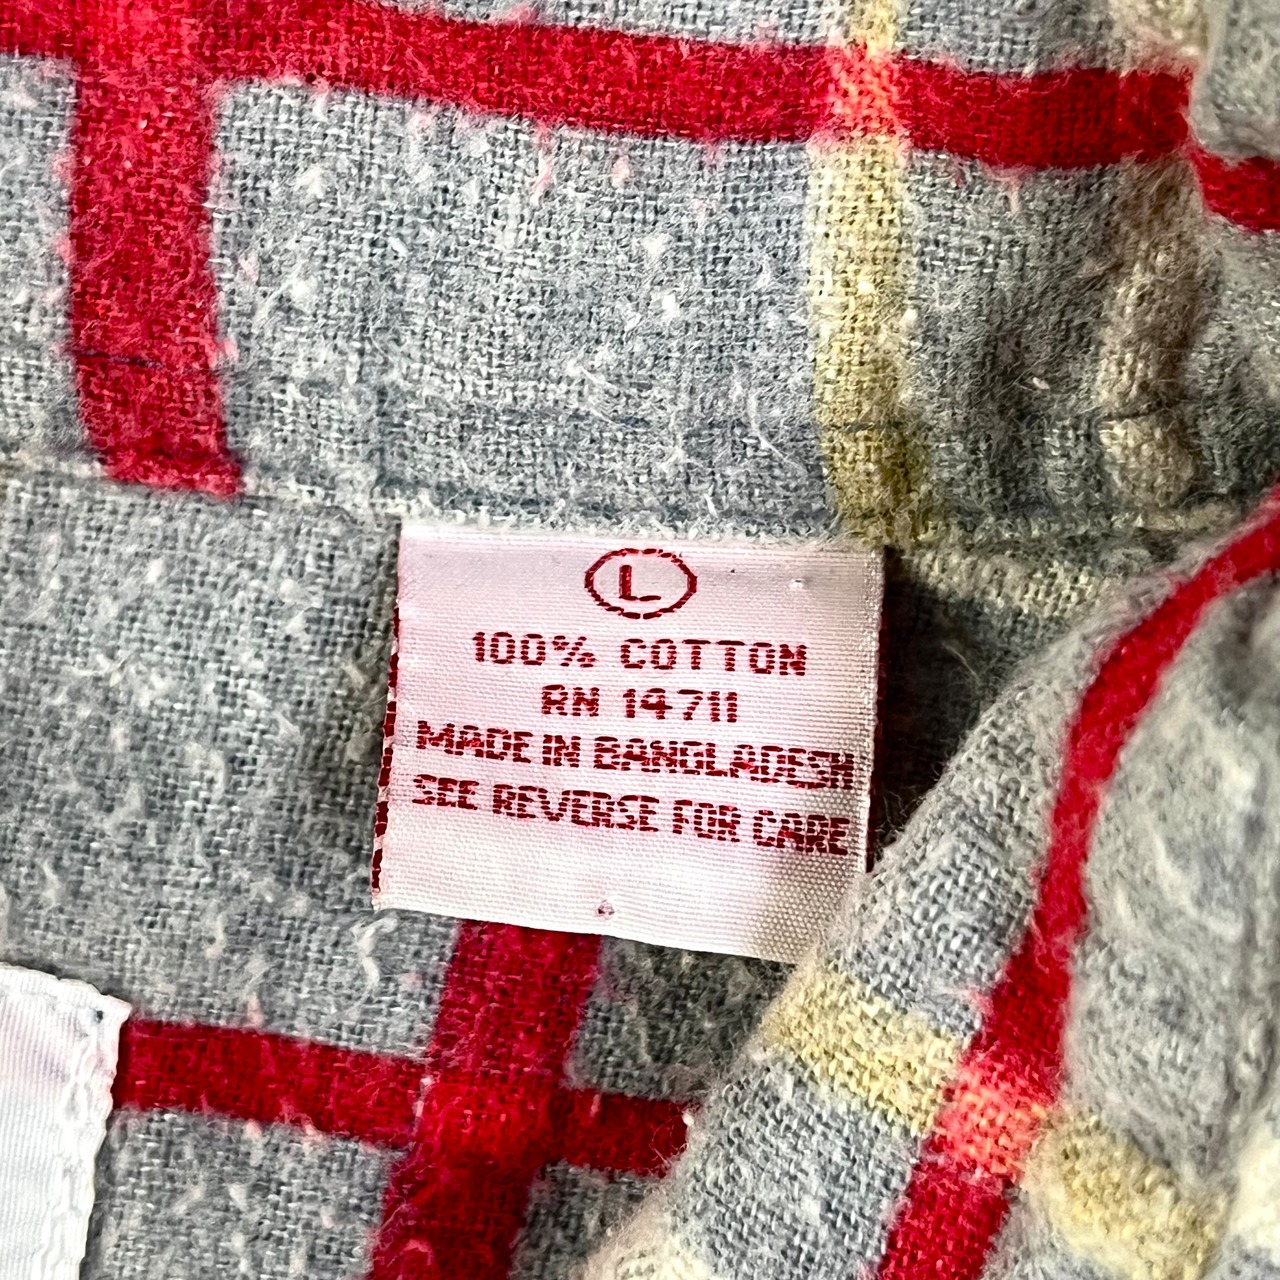 L
100% COTTON
RN 14711
MADE IN BANGLADESH
SEE REVERSE FOR CARE